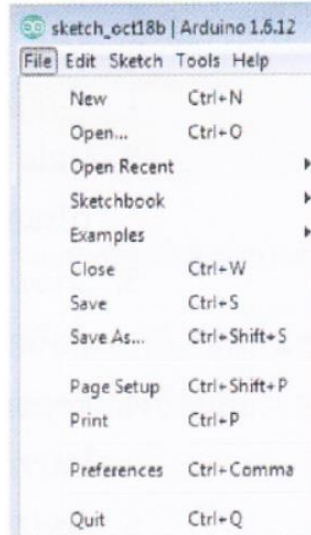 sketch_oct18b | Arduino 1.6.12
File Edit Sketch Tools Help
New Ctrl+N
Open... Ctrl+O
Open Recent
Sketchbook
Examples
Close Ctrl+W
Save Ctrl+S
Save As... Ctrl+Shift+S
Page Setup Ctrl+Shift+P
Print Ctrl+P
Preferences Ctrl+Comma
Quit Ctrl+Q